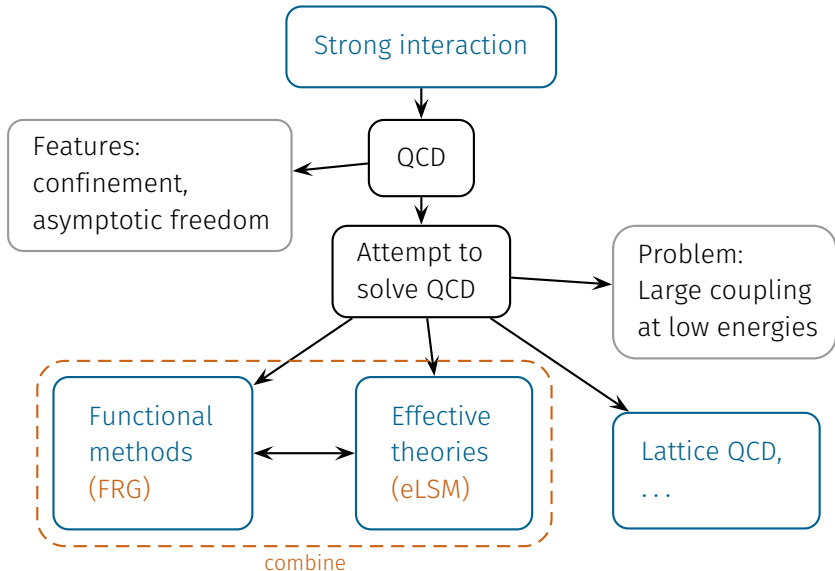 Strong interaction
Features:
confinement,
asymptotic freedom
QCD
Attempt to
solve QCD
Problem:
Large coupling
at low energies
Functional
methods
(FRG)
Effective
theories
(eLSM)
Lattice QCD,
. . .
combine